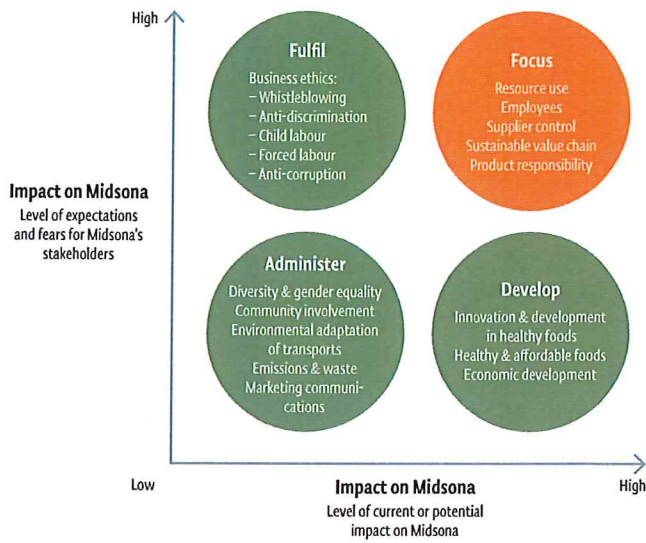 High
Fulfil
Business ethics:
– Whistleblowing
– Anti-discrimination
– Child labour
– Forced labour
– Anti-corruption
Focus
Resource use
Employees
Supplier control
Sustainable value chain
Product responsibility
Impact on Midsona
Level of expectations
and fears for Midsona's
stakeholders
Administer
Diversity & gender equality
Community involvement
Environmental adaptation
of transports
Emissions & waste
Marketing communi-
cations
Develop
Innovation & development
in healthy foods
Healthy & affordable foods
Economic development
Low
Impact on Midsona
High
Level of current or potential
impact on Midsona